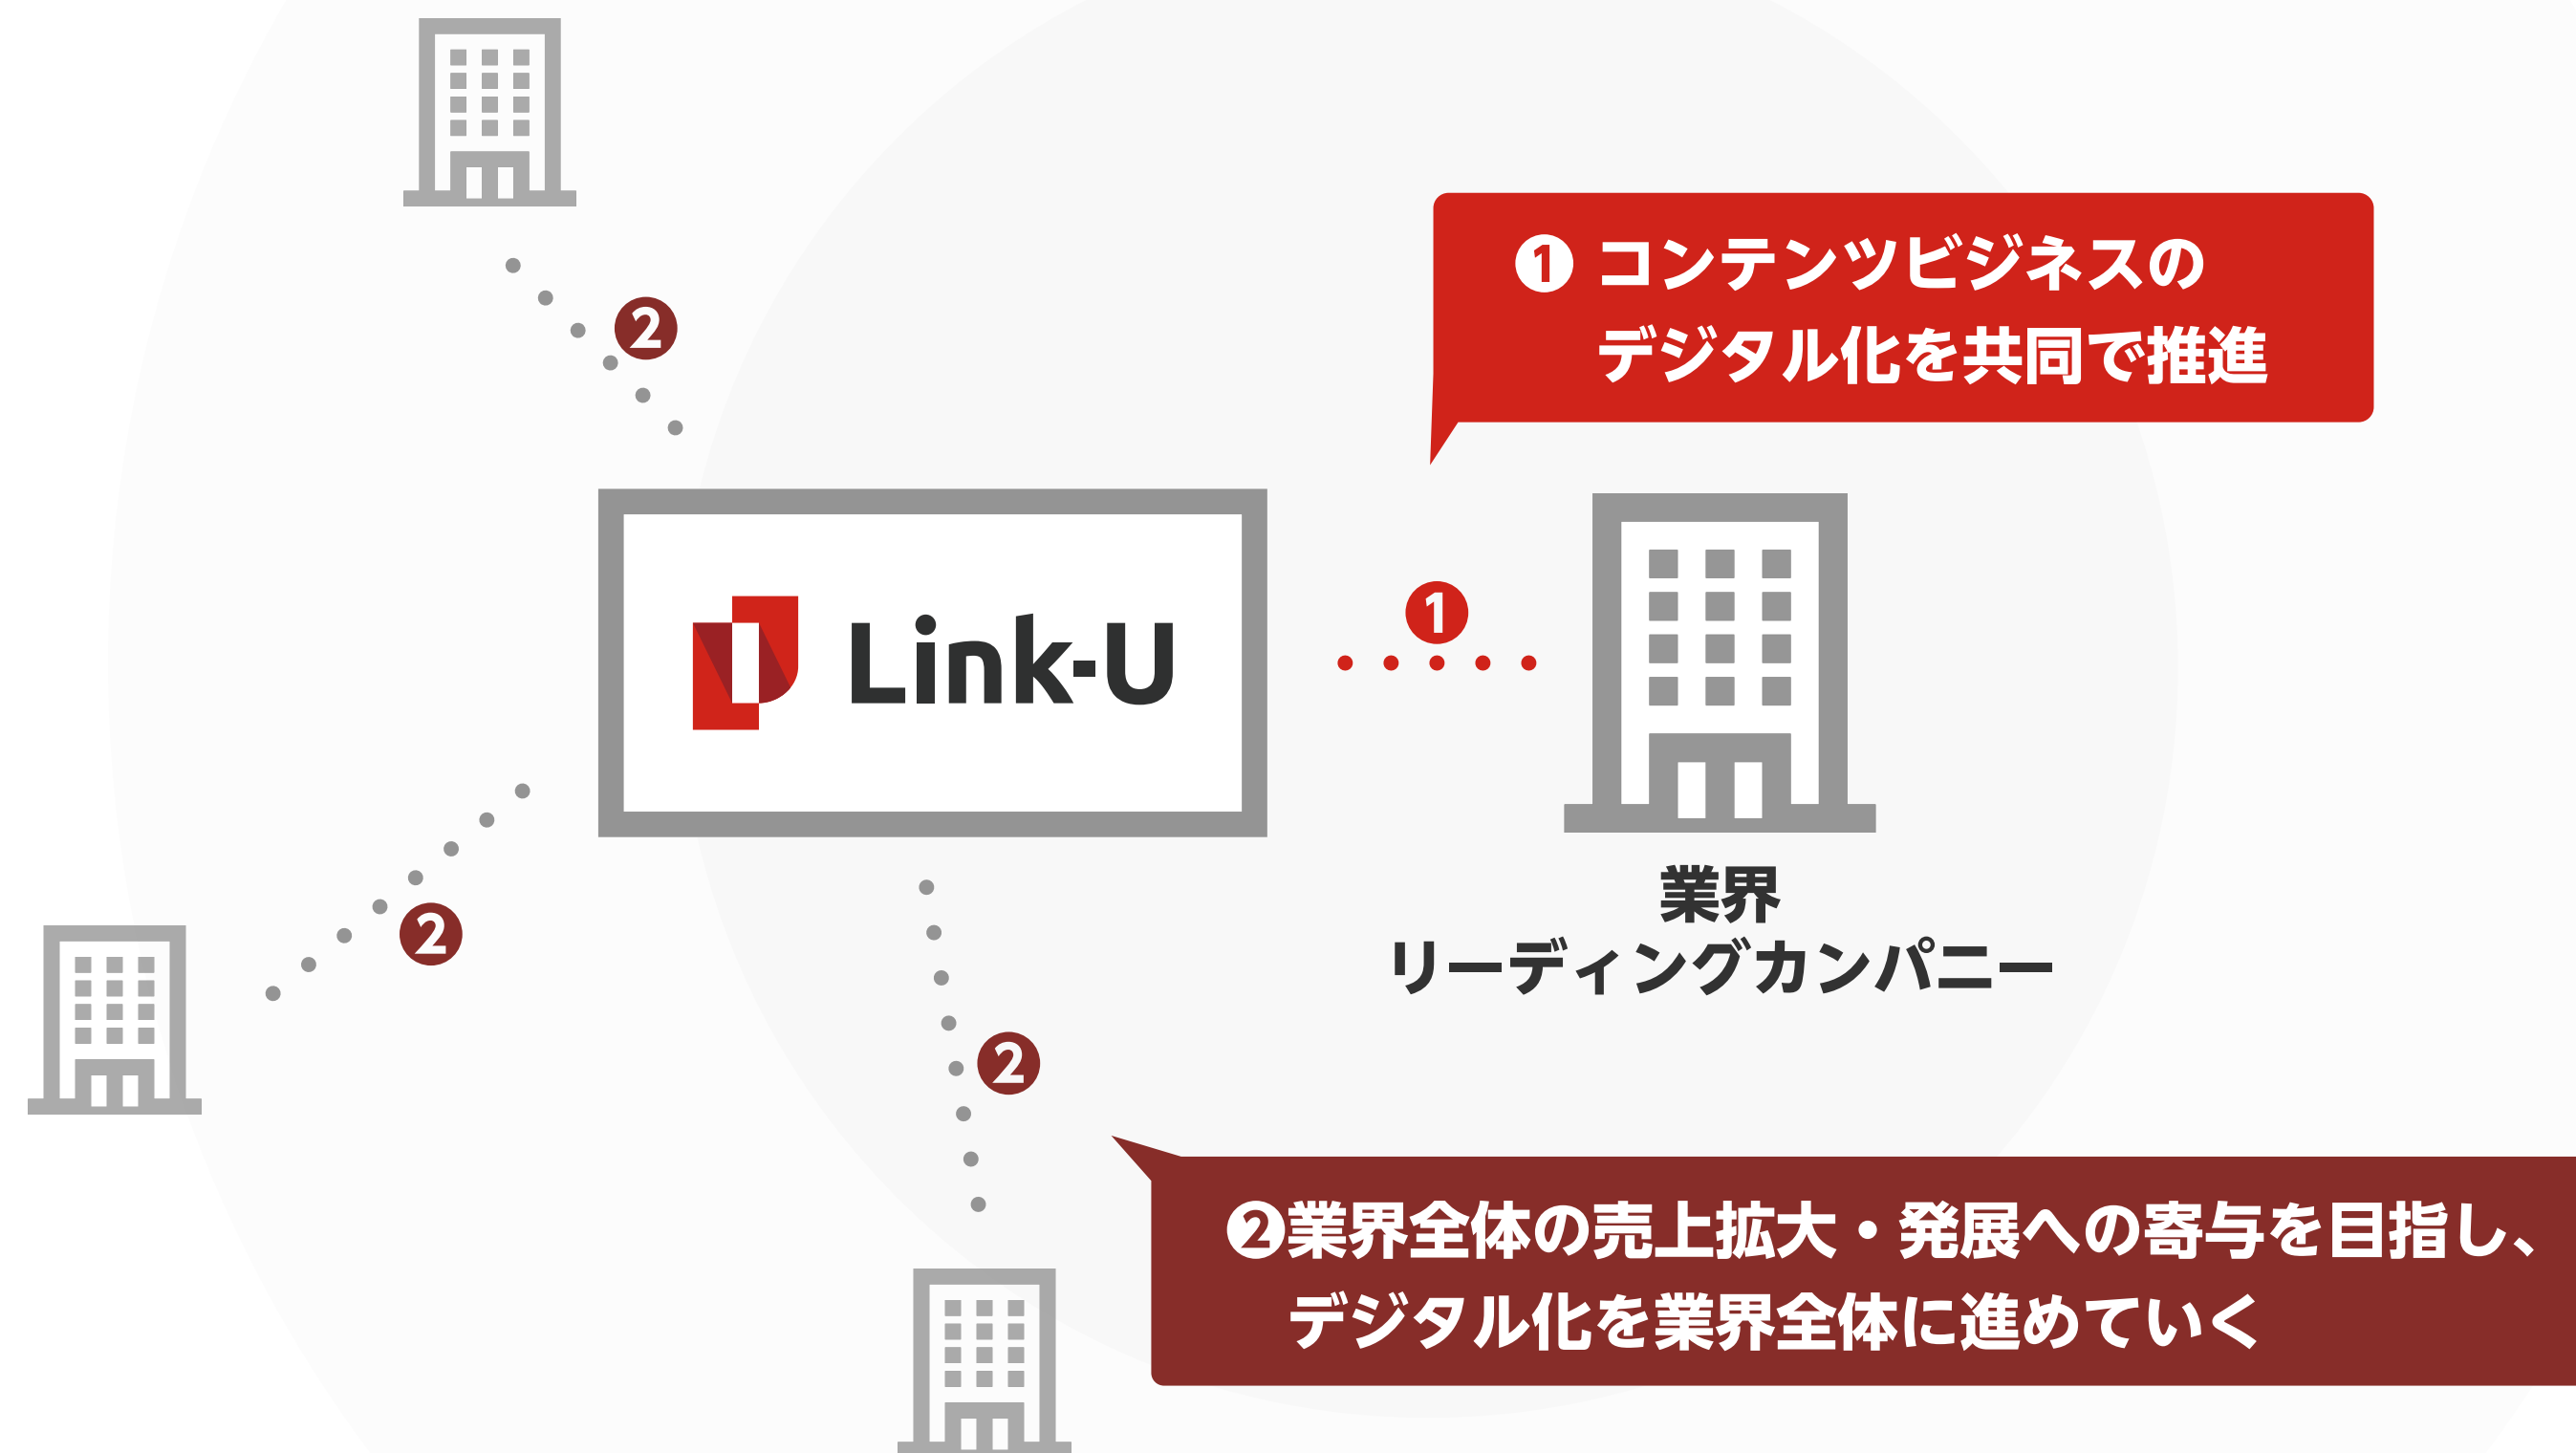 ❶ コンテンツビジネスの
デジタル化を共同で推進
2
Link-U
1
業界
リーディングカンパニー
2
2
❷業界全体の売上拡大・発展への寄与を目指し、
デジタル化を業界全体に進めていく